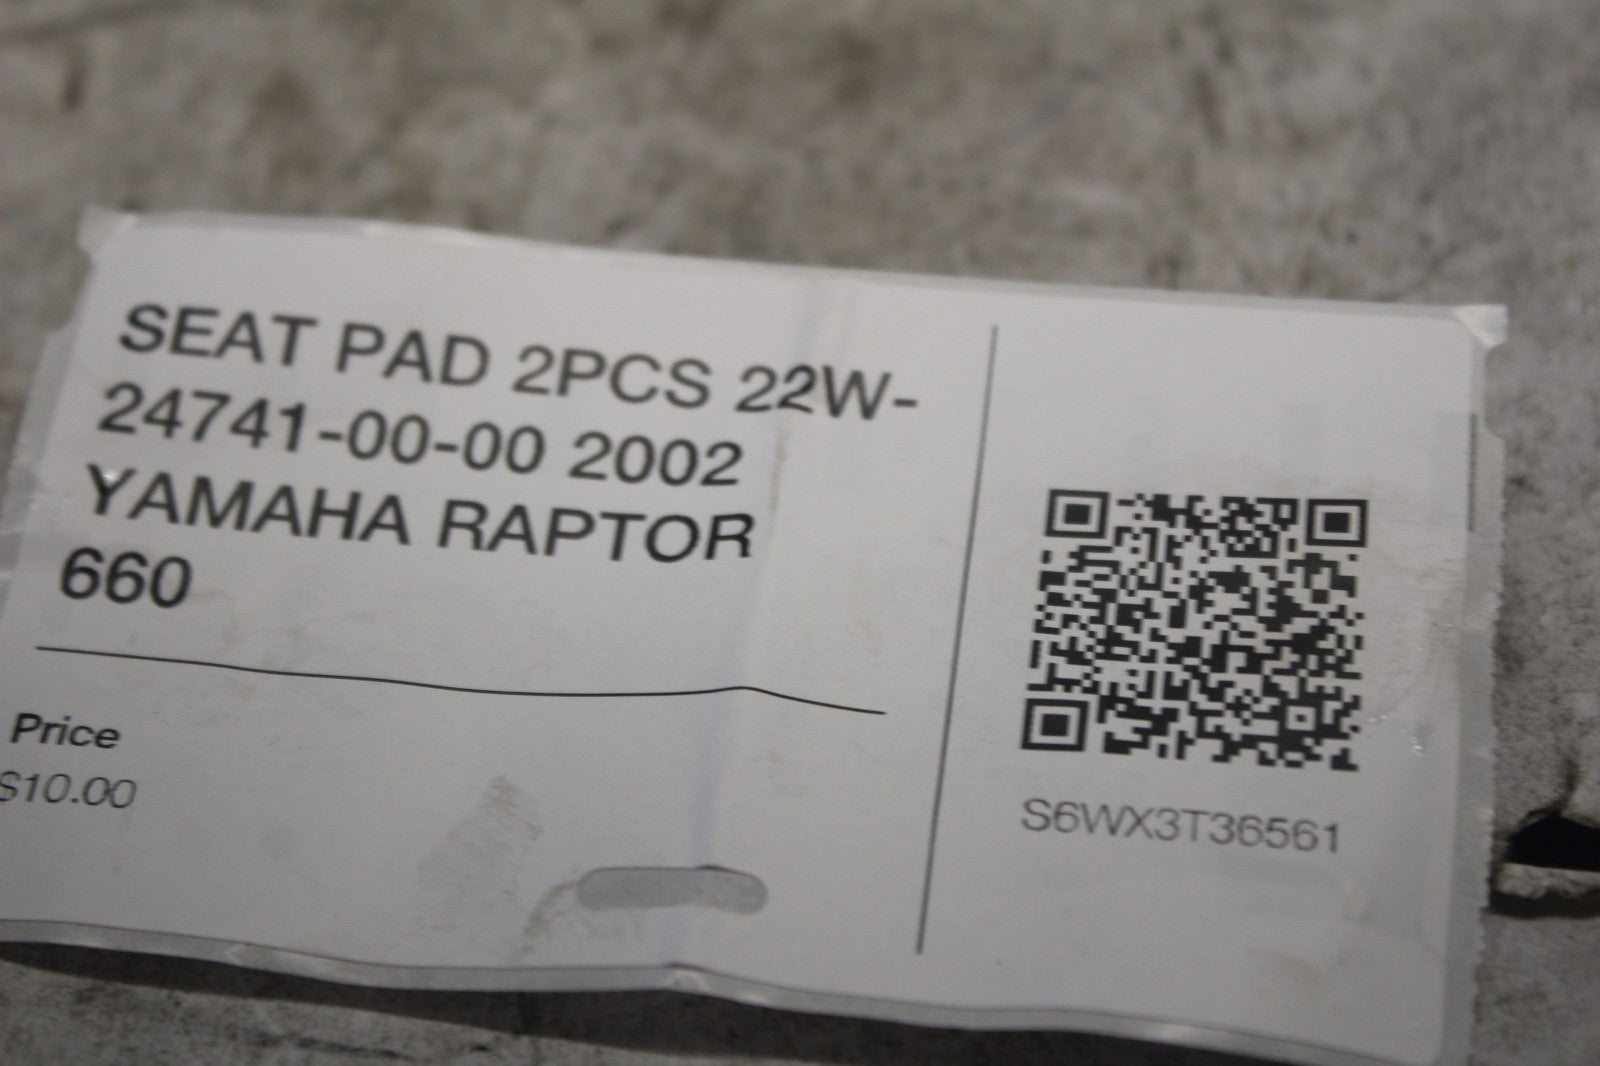 SEAT PAD 2PCS 22W-
24741-00-00 2002
YAMAHA RAPTOR
660
Price
$10.00
S6WX3T36561